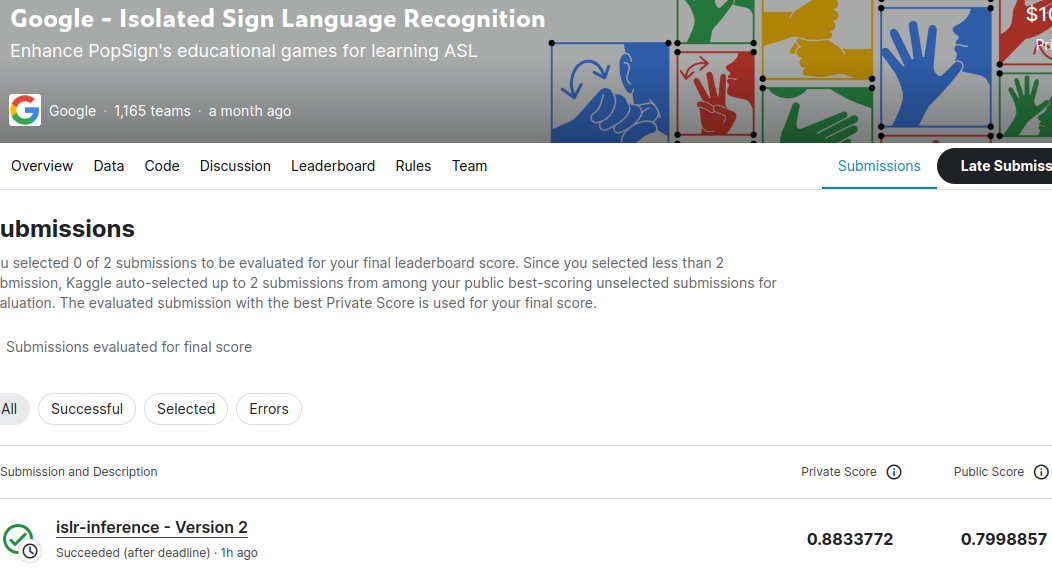 Google - Isolated Sign Language Recognition
Enhance PopSign's educational games for learning ASL
Google · 1,165 teams · a month ago
Overview Data Code Discussion Leaderboard Rules Team Submissions Late Submiss
ubmissions
u selected 0 of 2 submissions to be evaluated for your final leaderboard score. Since you selected less than 2
bmission, Kaggle auto-selected up to 2 submissions from among your public best-scoring unselected submissions for
aluation. The evaluated submission with the best Private Score is used for your final score.
Submissions evaluated for final score
All Successful Selected Errors
Submission and Description Private Score Public Score
islr-inference - Version 2
Succeeded (after deadline) · 1h ago
0.8833772 0.7998857